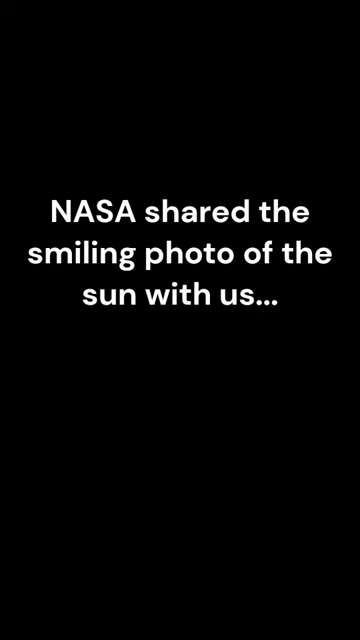 NASA shared the
smiling photo of the
sun with us...